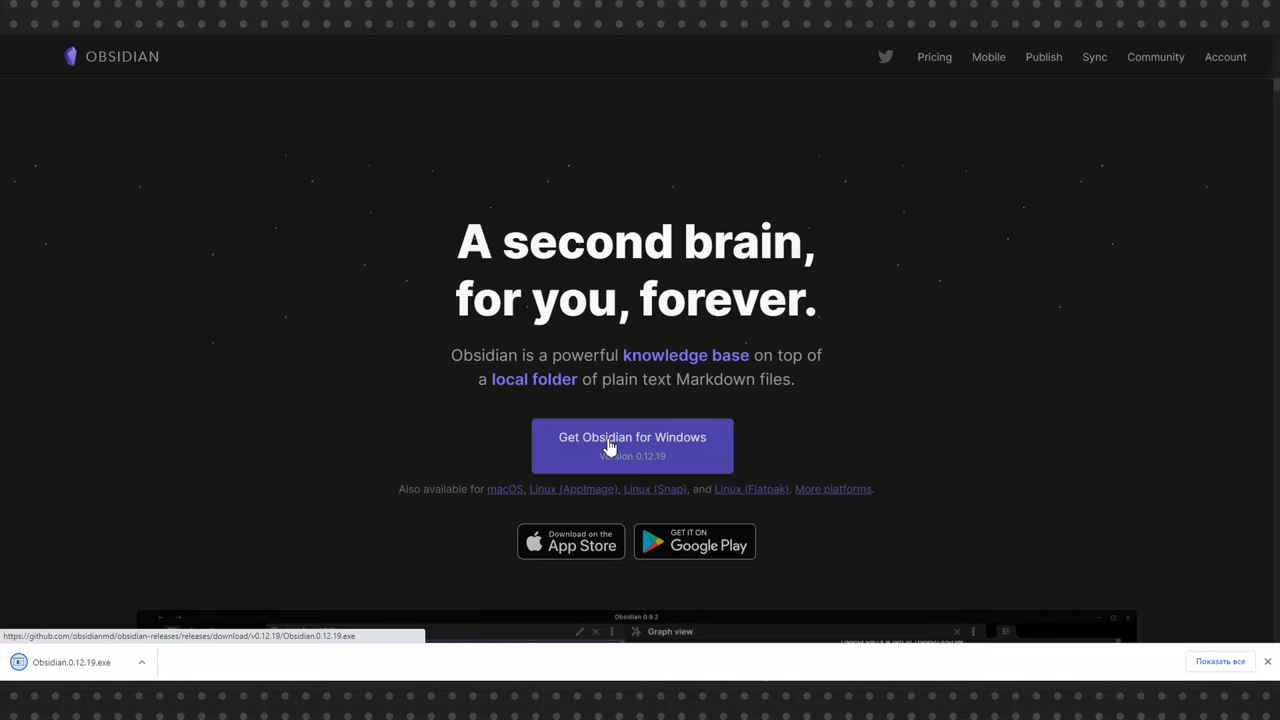 OBSIDIAN
Pricing Mobile Publish Sync Community Account
A second brain,
for you, forever.
Obsidian is a powerful knowledge base on top of
a local folder of plain text Markdown files.
Get Obsidian for Windows
Version 0.12.19
Also available for macOS, Linux (AppImage), Linux (Snap), and Linux (Flatpak). More platforms.
Download on the
App Store
GET IT ON
Google Play
Obsidian 0.9.2
Graph view
https://github.com/obsidianmd/obsidian-releases/releases/download/v0.12.19/Obsidian.0.12.19.exe
Obsidian.0.12.19.exe
Показать все